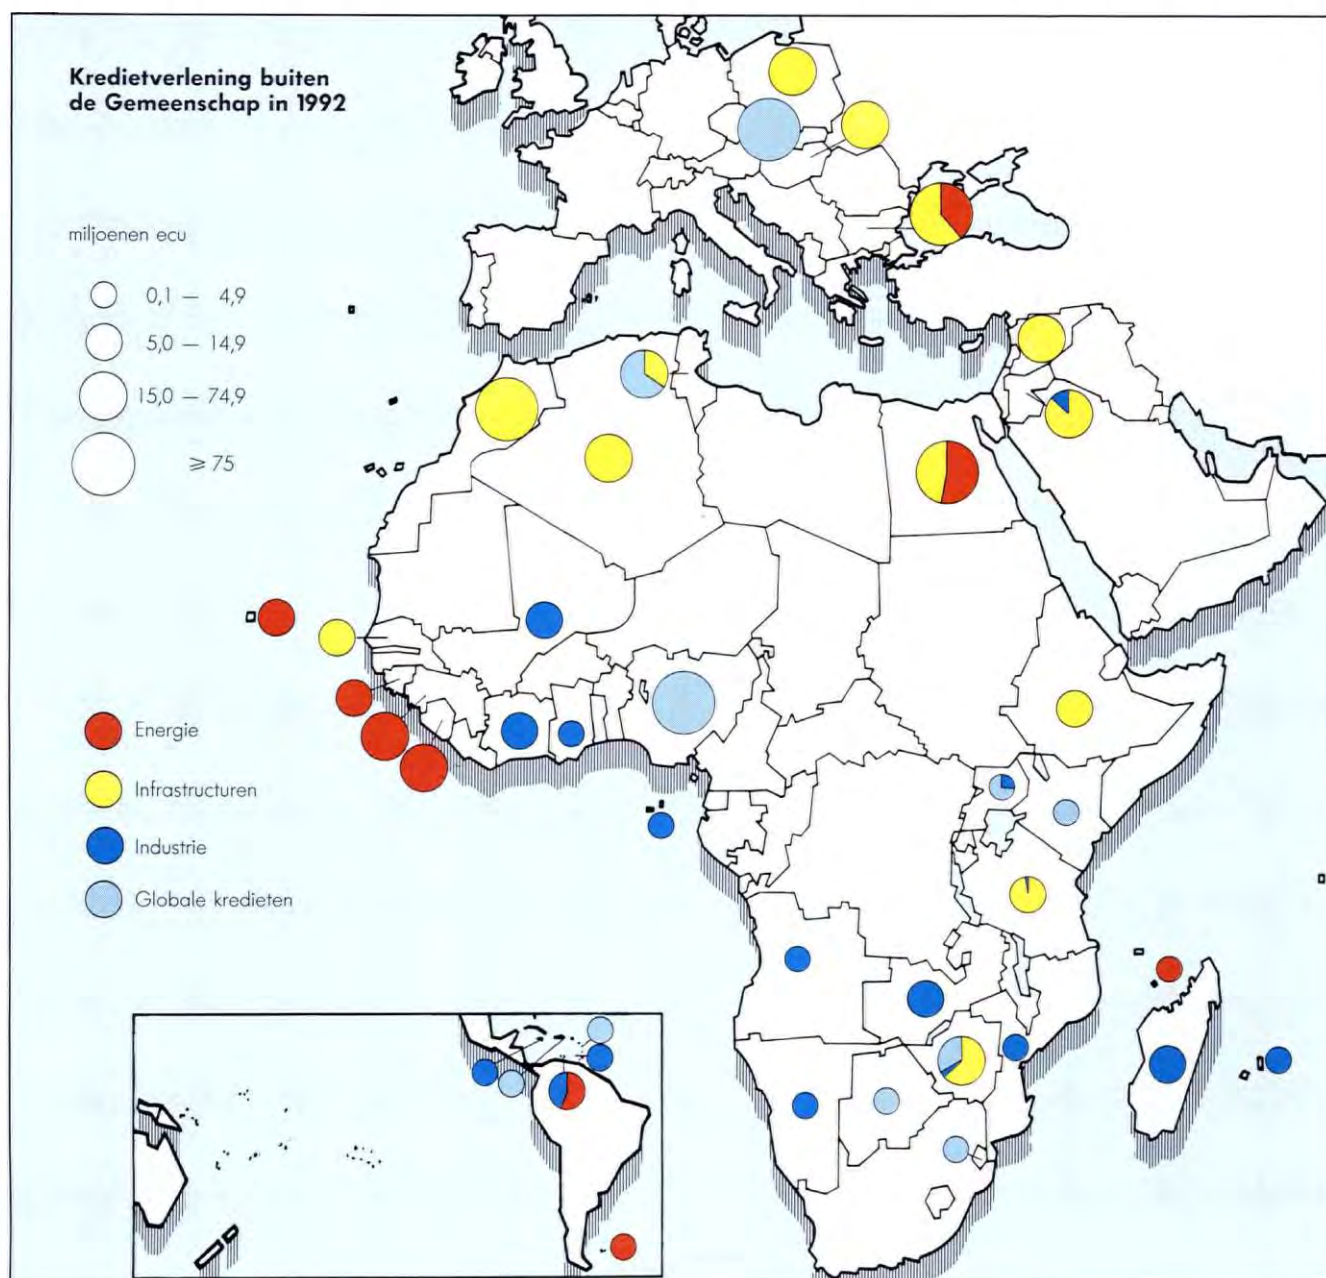 Kredietverlening buiten
de Gemeenschap in 1992
miljoenen ecu
0,1 — 4,9
5,0 — 14,9
15,0 — 74,9
≥ 75
Energie
Infrastructuren
Industrie
Globale kredieten